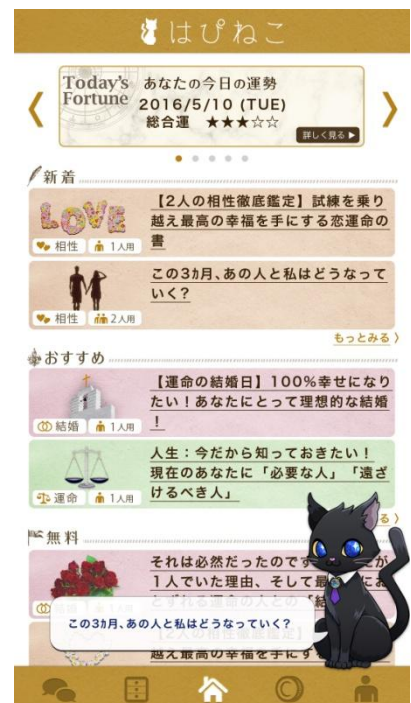 はぴねこ
Today's
Fortune
あなたの今日の運勢
2016/5/10 (TUE)
総合運 ★★★☆☆
詳しく見る ▶
新着
【2人の相性徹底鑑定】試練を乗り
越え最高の幸福を手にする恋運命の
書
LOVE
相性 1人用
この3カ月、あの人と私はどうなって
いく?
相性 2人用
もっとみる 〉
おすすめ
【運命の結婚日】100%幸せになり
たい!あなたにとって理想的な結婚
!
結婚 1人用
人生:今だから知っておきたい!
現在のあなたに「必要な人」「遠ざ
けるべき人」
運命 1人用
る 〉
無料
それは必然だったので
が
1人でいた理由、そして最
にお
とずれる運命の人との「結
この3カ月、あの人と私はどうなっていく?
【2人の相性徹底鑑定】
越え最高の幸せを手にす